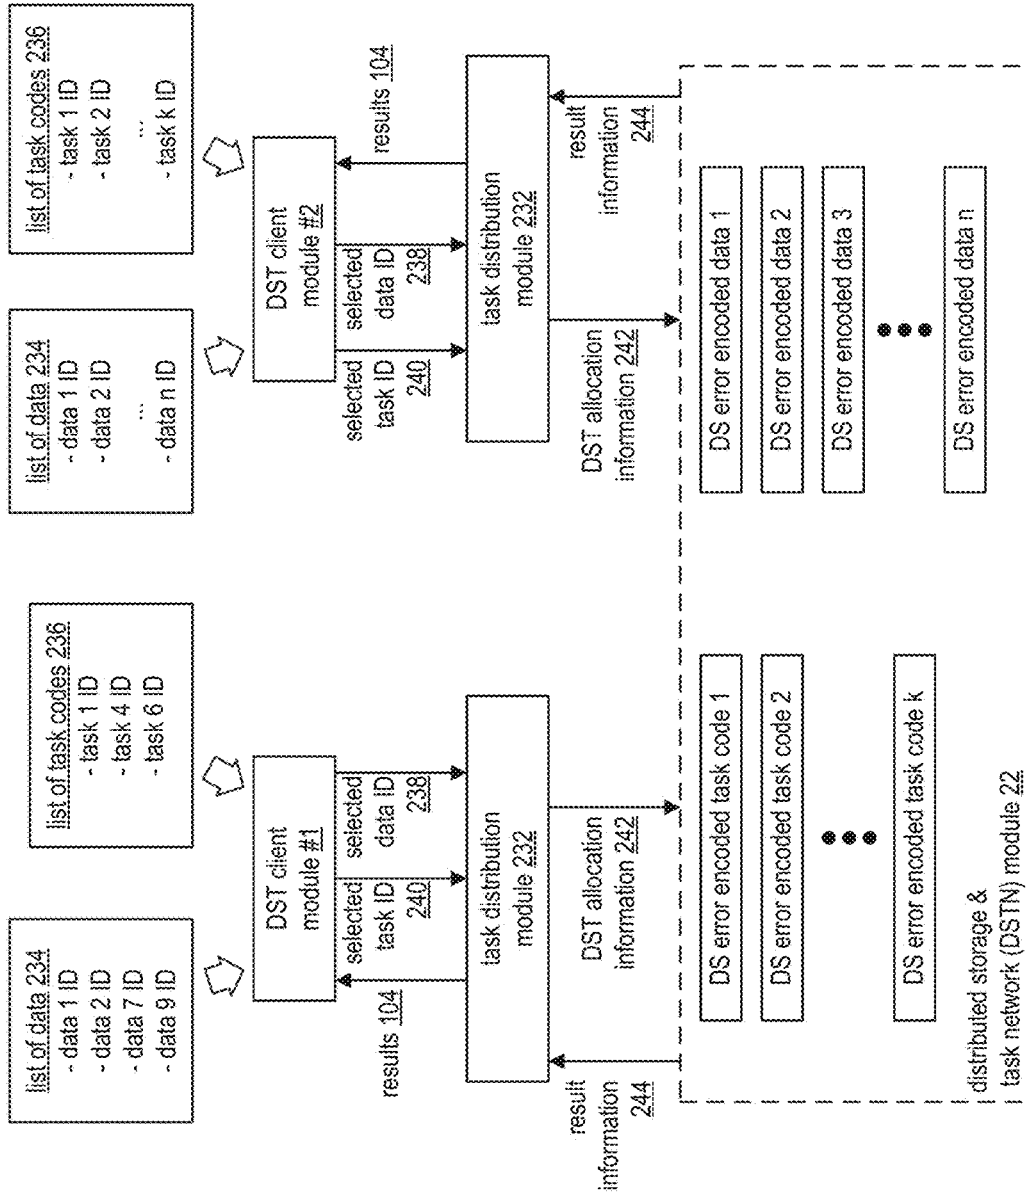 list of data 234
- data 1 ID
- data 2 ID
- data 7 ID
- data 9 ID
list of task codes 236
- task 1 ID
- task 4 ID
- task 6 ID
list of data 234
- data 1 ID
- data 2 ID
...
- data n ID
list of task codes 236
- task 1 ID
- task 2 ID
...
- task k ID
DST client
module #1
DST client
module #2
results 104
selected
task ID
240
selected
data ID
238
selected
task ID
240
selected
data ID
238
results 104
task distribution
module 232
task distribution
module 232
result
information
244
DST allocation
information 242
DST allocation
information 242
result
information
244
DS error encoded task code 1
DS error encoded task code 2
DS error encoded task code k
DS error encoded data 1
DS error encoded data 2
DS error encoded data 3
DS error encoded data n
distributed storage &
task network (DSTN) module 22